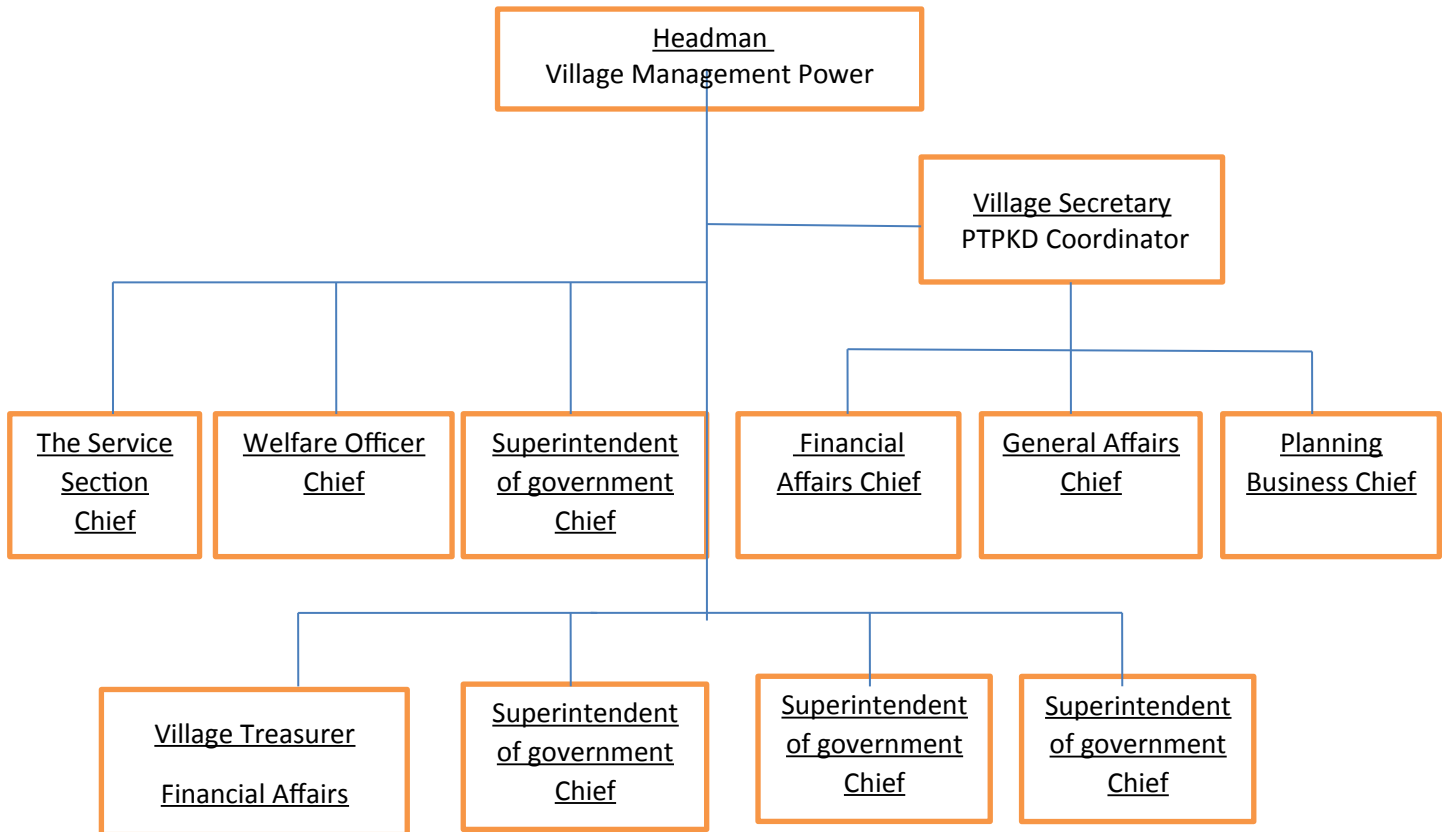 Headman
Village Management Power
Village Secretary
PTPKD Coordinator
The Service
Section
Chief
Welfare Officer
Chief
Superintendent
of government
Chief
Financial
Affairs Chief
General Affairs
Chief
Planning
Business Chief
Village Treasurer
Financial Affairs
Superintendent
of government
Chief
Superintendent
of government
Chief
Superintendent
of government
Chief